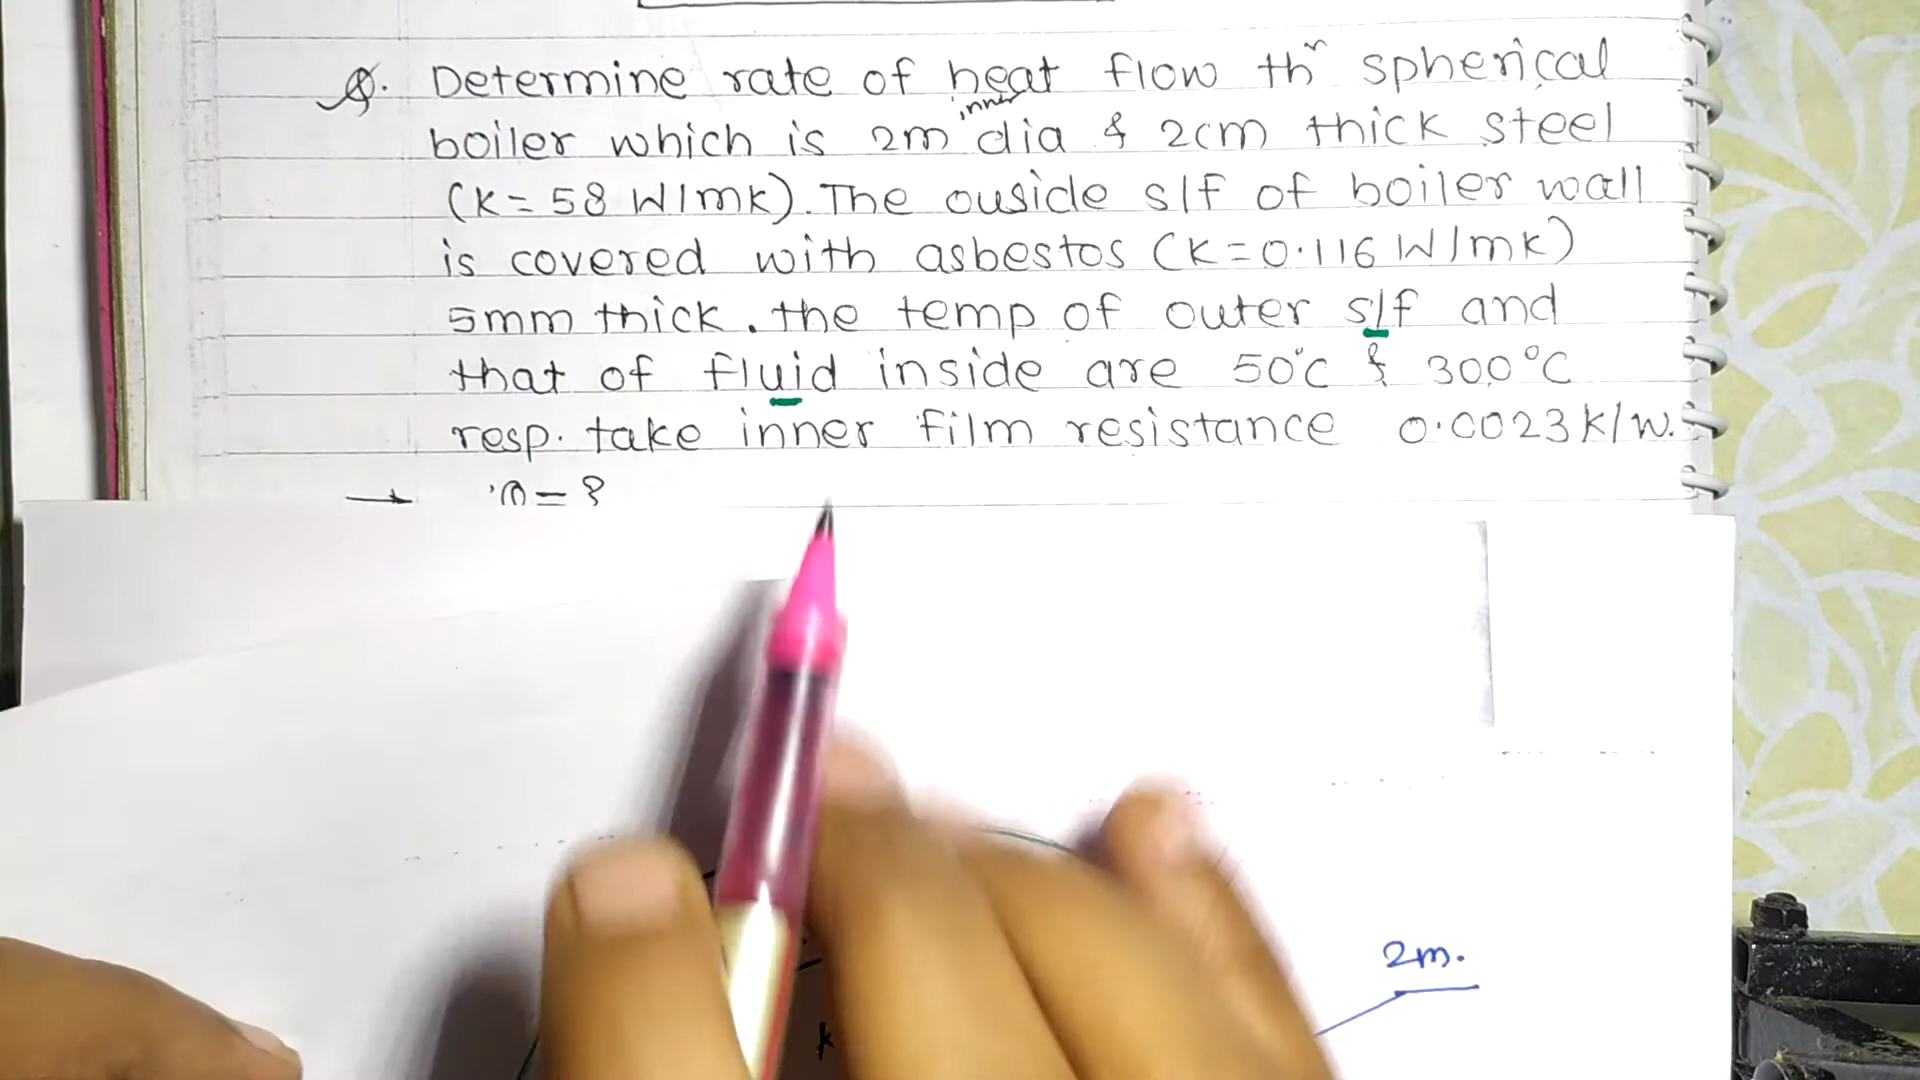 Q. Determine rate of heat flow thr spherical
inner
boiler which is 2m dia & 2cm thick steel
(K = 58 W/mk). The ouside s/f of boiler wall
is covered with asbestos (K = 0.116 W/mk)
5mm thick. the temp of outer s/f and
that of fluid inside are 50°C & 300°C
resp. take inner film resistance 0.0023 k/w.
→ = ?
2m.
k